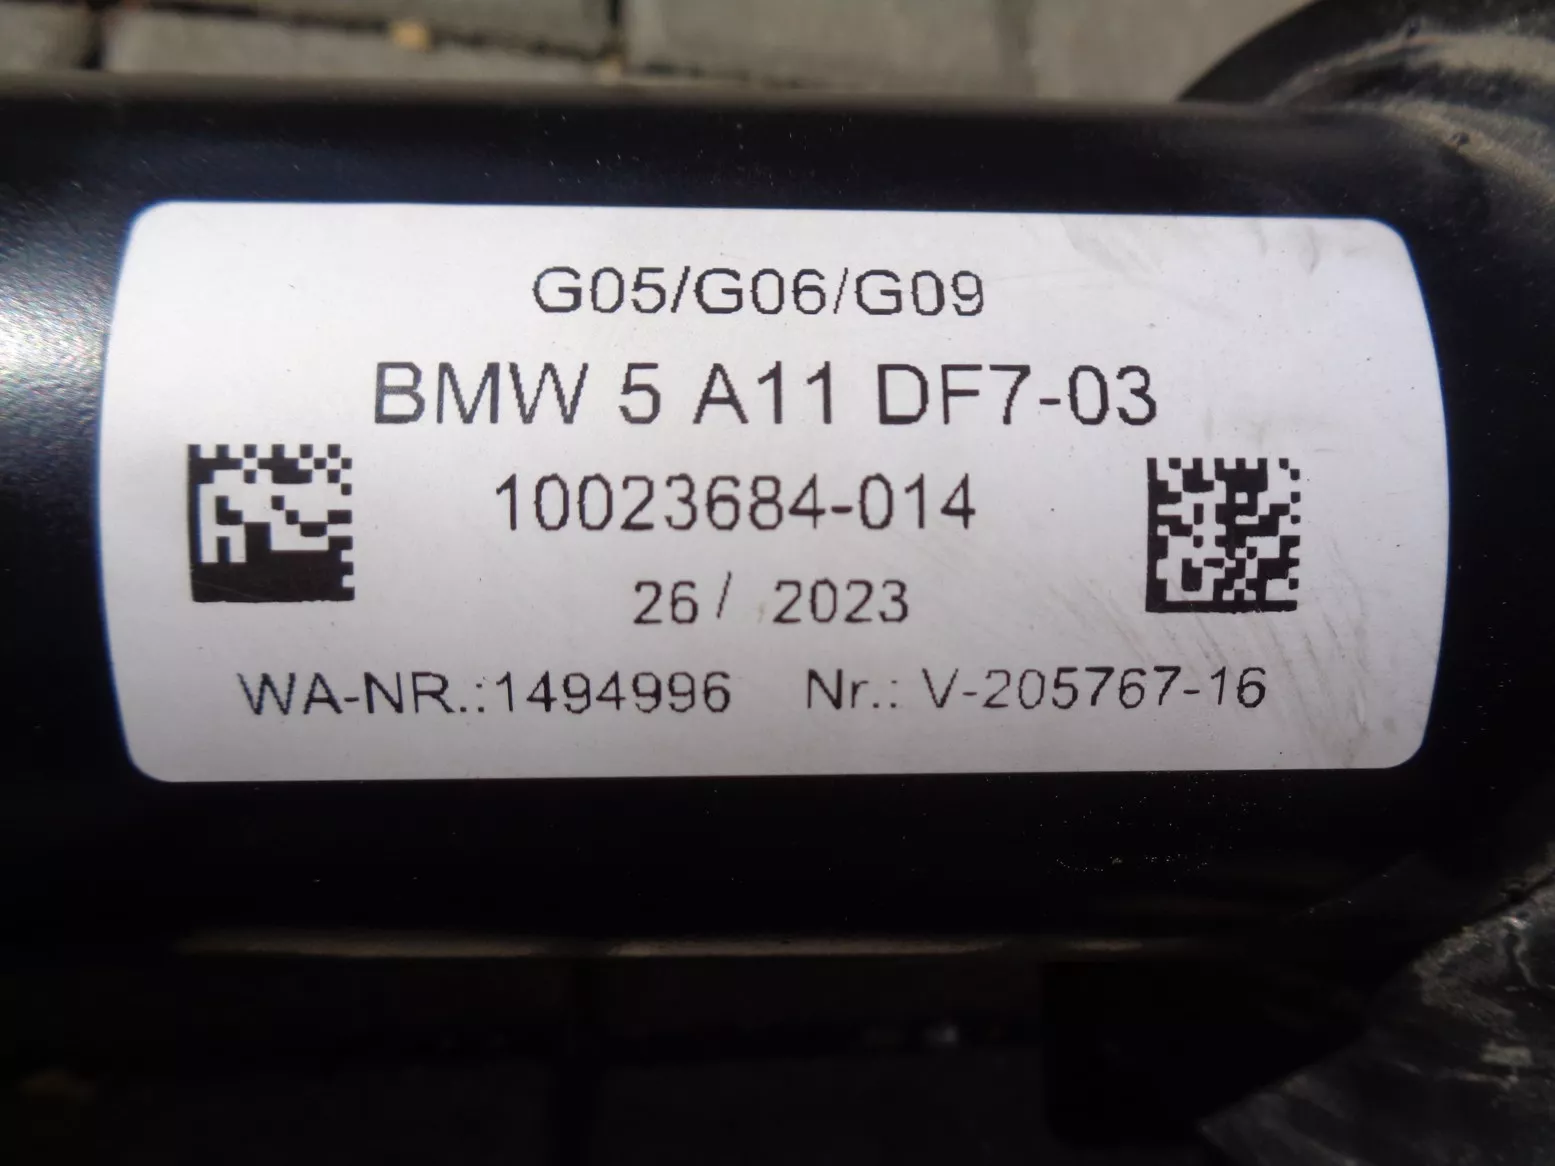 G05/G06/G09
BMW 5 A11 DF7-03
10023684-014
26/ 2023
WA-NR.:1494996 Nr.: V-205767-16